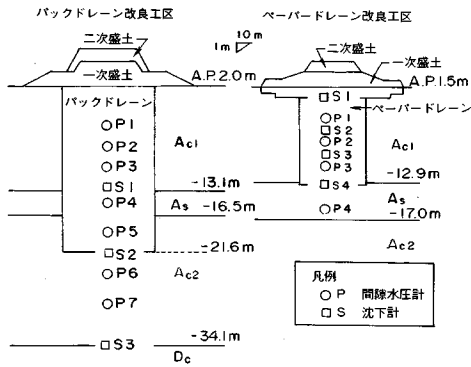 パックドレーン改良工区
二次盛土
一次盛土
A.P.2.0m
パックドレーン
P1
P2
P3
S1
P4
P5
S2
P6
P7
S3
Ac1
-13.1m
As
-16.5m
-21.6m
Ac2
-34.1m
Dc
1m 10m
ペーパードレーン改良工区
二次盛土
一次盛土
A.P.1.5m
S1
ペーパードレーン
P1
S2
P2
S3
P3
S4
P4
Ac1
-12.9m
As
-17.0m
Ac2
凡例
P 間隙水圧計
S 沈下計